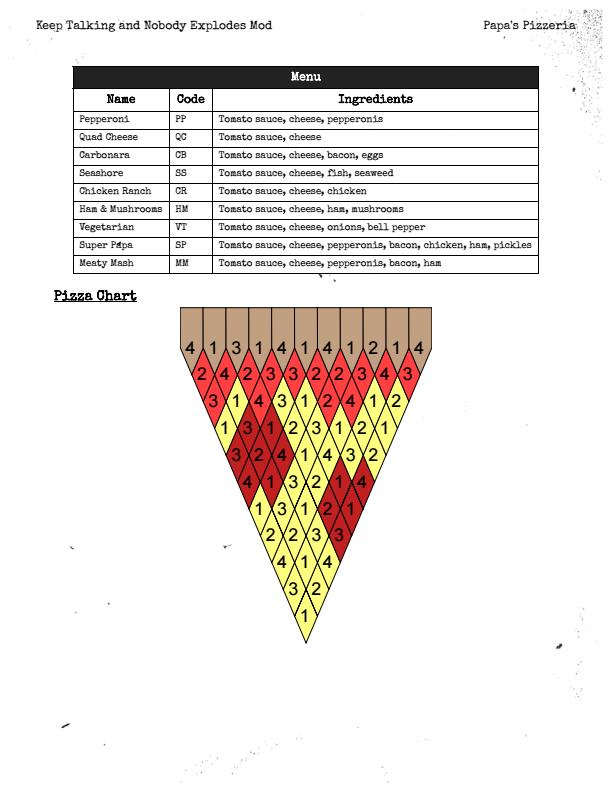 Keep Talking and Nobody Explodes Mod Papa's Pizzeria
Menu
Name Code Ingredients
Pepperoni PP Tomato sauce, cheese, pepperonis
Quad Cheese QC Tomato sauce, cheese
Carbonara CB Tomato sauce, cheese, bacon, eggs
Seashore SS Tomato sauce, cheese, fish, seaweed
Chicken Ranch CR Tomato sauce, cheese, chicken
Ham & Mushrooms HM Tomato sauce, cheese, ham, mushrooms
Vegetarian VT Tomato sauce, cheese, onions, bell pepper
Super Papa SP Tomato sauce, cheese, pepperonis, bacon, chicken, ham, pickles
Meaty Mash MM Tomato sauce, cheese, pepperonis, bacon, ham
Pizza Chart
4 1 3 1 4 1 4 1 2 1 4
2 4 2 3 3 2 2 3 4 3
3 1 4 3 1 2 4 1 2
1 3 1 2 3 1 2 1
3 2 4 1 4 3 2
4 1 3 2 1 4
1 3 1 2 1
2 2 3 3
4 1 4
3 2
1